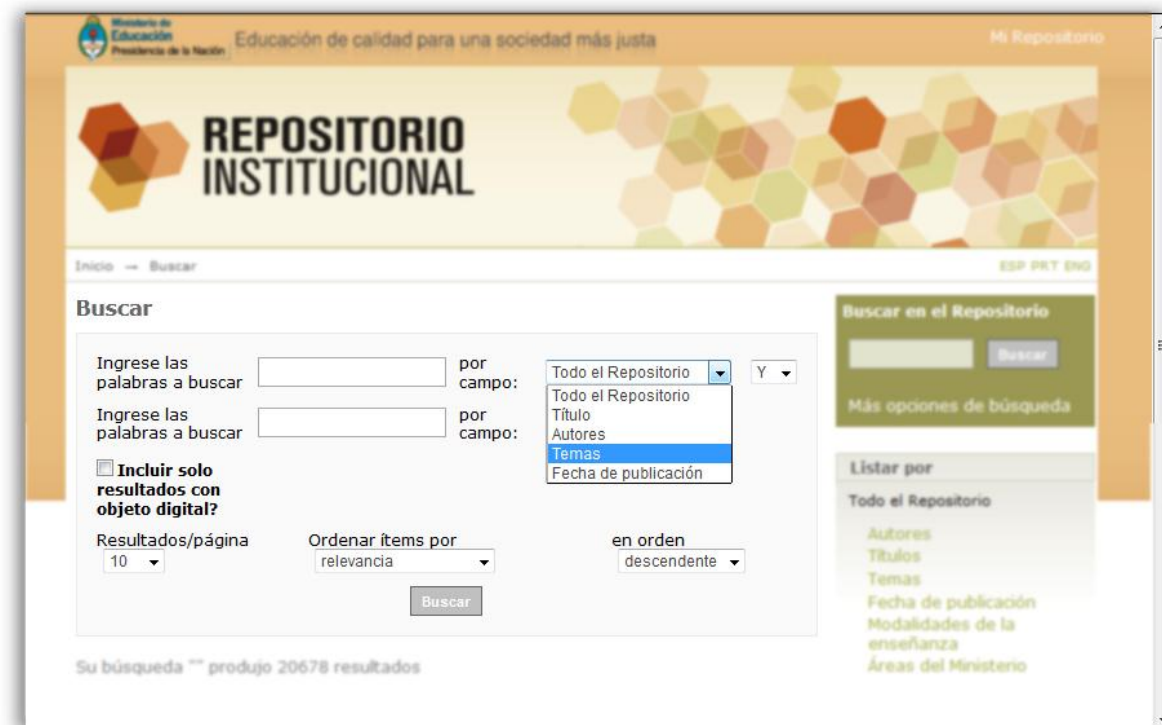 Ministerio de
Educación
Presidencia de la Nación
Educación de calidad para una sociedad más justa
Mi Repositorio
REPOSITORIO
INSTITUCIONAL
Inicio → Buscar
ESP PRT ENG
Buscar
Ingrese las
palabras a buscar
por
campo:
Todo el Repositorio
Y
Todo el Repositorio
Título
Autores
Temas
Fecha de publicación
Ingrese las
palabras a buscar
por
campo:
Incluir solo
resultados con
objeto digital?
Resultados/página
10
Ordenar ítems por
relevancia
en orden
descendente
Buscar
Su búsqueda "" produjo 20678 resultados
Buscar en el Repositorio
Buscar
Más opciones de búsqueda
Listar por
Todo el Repositorio
Autores
Títulos
Temas
Fecha de publicación
Modalidades de la
enseñanza
Áreas del Ministerio